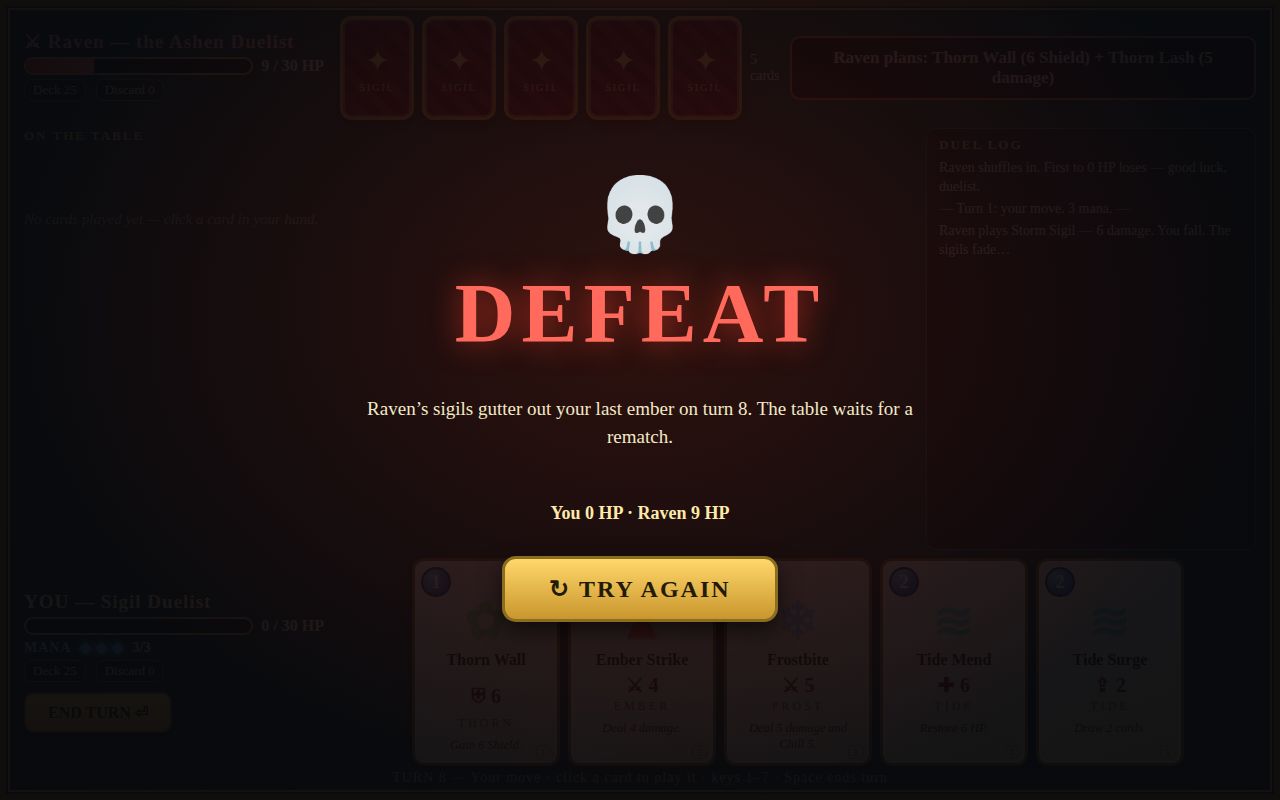 ⚔ Raven — the Ashen Duelist
9 / 30 HP
Deck 25
Discard 0
SIGIL
SIGIL
SIGIL
SIGIL
SIGIL
5
cards
Raven plans: Thorn Wall (6 Shield) + Thorn Lash (5
damage)
ON THE TABLE
No cards played yet — click a card in your hand.
DUEL LOG
Raven shuffles in. First to 0 HP loses — good luck,
duelist.
— Turn 1: your move. 3 mana. —
Raven plays Storm Sigil — 6 damage. You fall. The
sigils fade…
DEFEAT
Raven’s sigils gutter out your last ember on turn 8. The table waits for a
rematch.
You 0 HP · Raven 9 HP
↻ TRY AGAIN
YOU — Sigil Duelist
0 / 30 HP
MANA 3/3
Deck 25
Discard 0
END TURN ⏎
1
Thorn Wall
⛨ 6
THORN
Gain 6 Shield.
Ember Strike
⚔ 4
EMBER
Deal 4 damage.
Frostbite
⚔ 5
FROST
Deal 5 damage and
Chill 5.
2
Tide Mend
✚ 6
TIDE
Restore 6 HP.
2
Tide Surge
⇪ 2
TIDE
Draw 2 cards.
TURN 8 — Your move · click a card to play it · keys 1–7 · Space ends turn